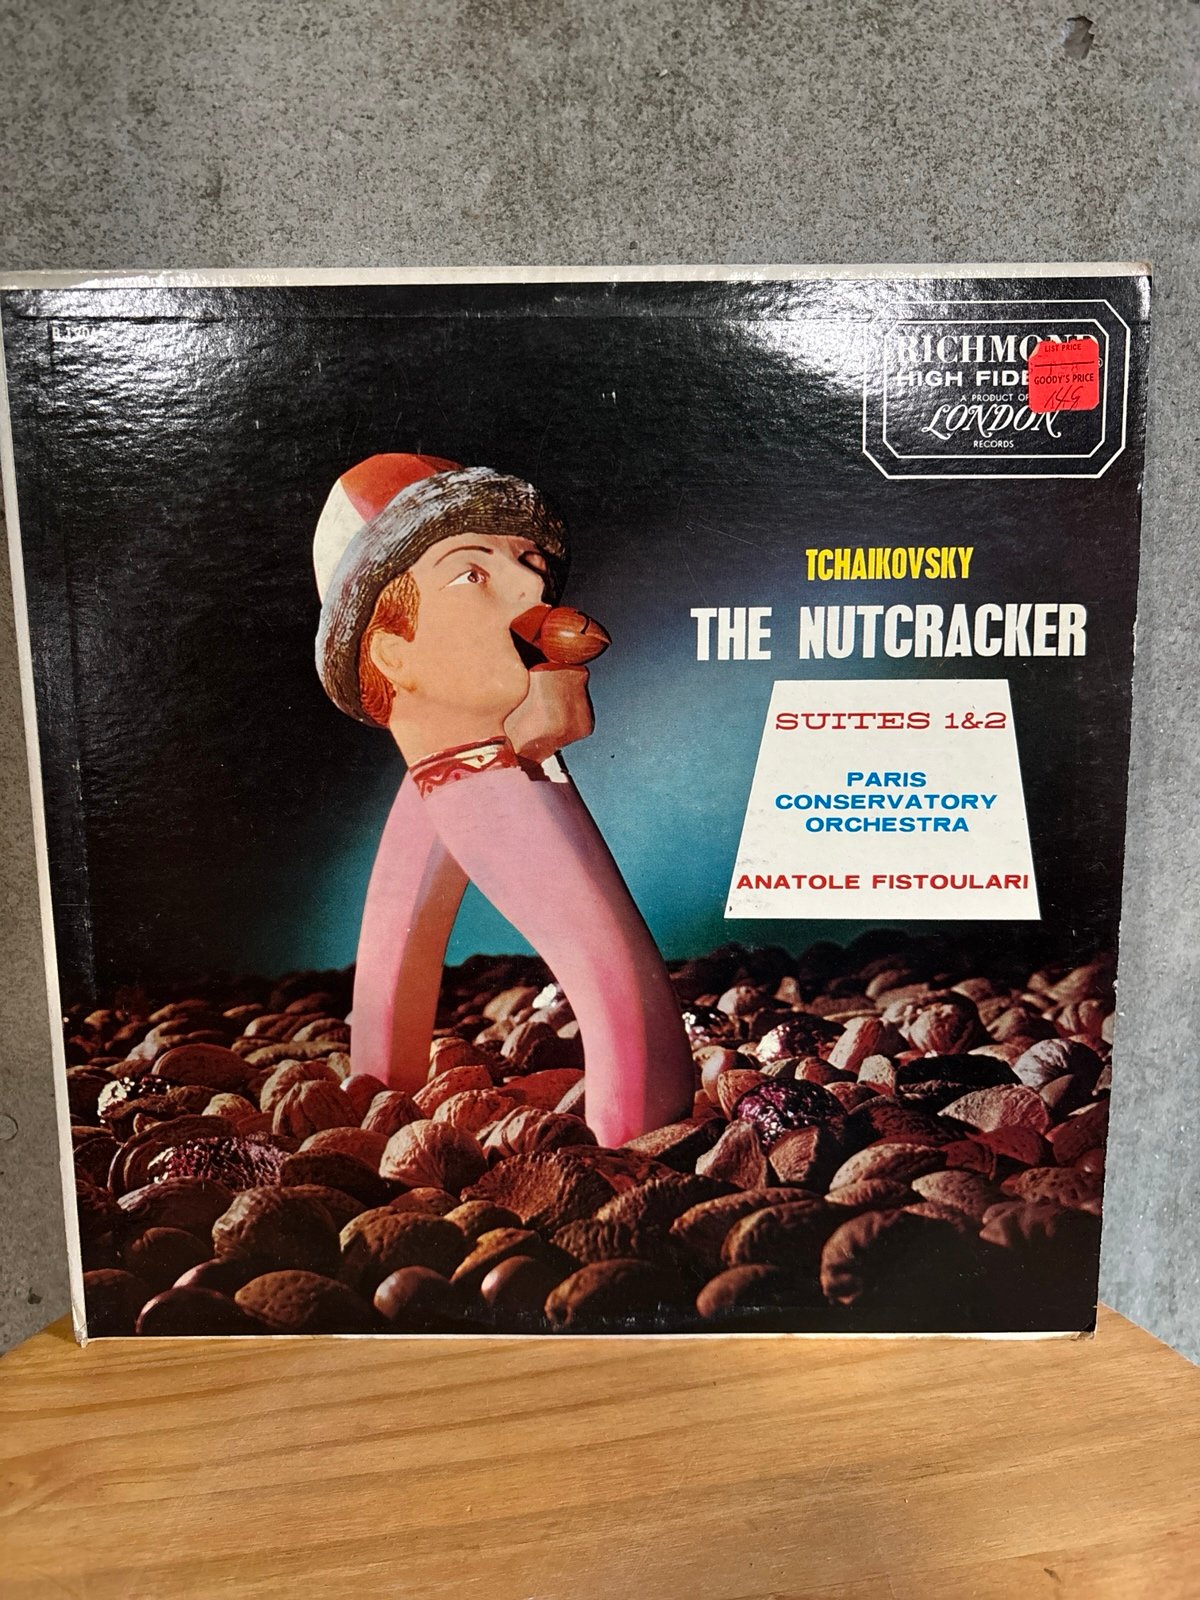 RICHMOND
HIGH FIDE
A PRODUCT OF
LONDON
RECORDS
LIST PRICE
GOODY'S PRICE
TCHAIKOVSKY
THE NUTCRACKER
SUITES 1&2
PARIS
CONSERVATORY
ORCHESTRA
ANATOLE FISTOULARI